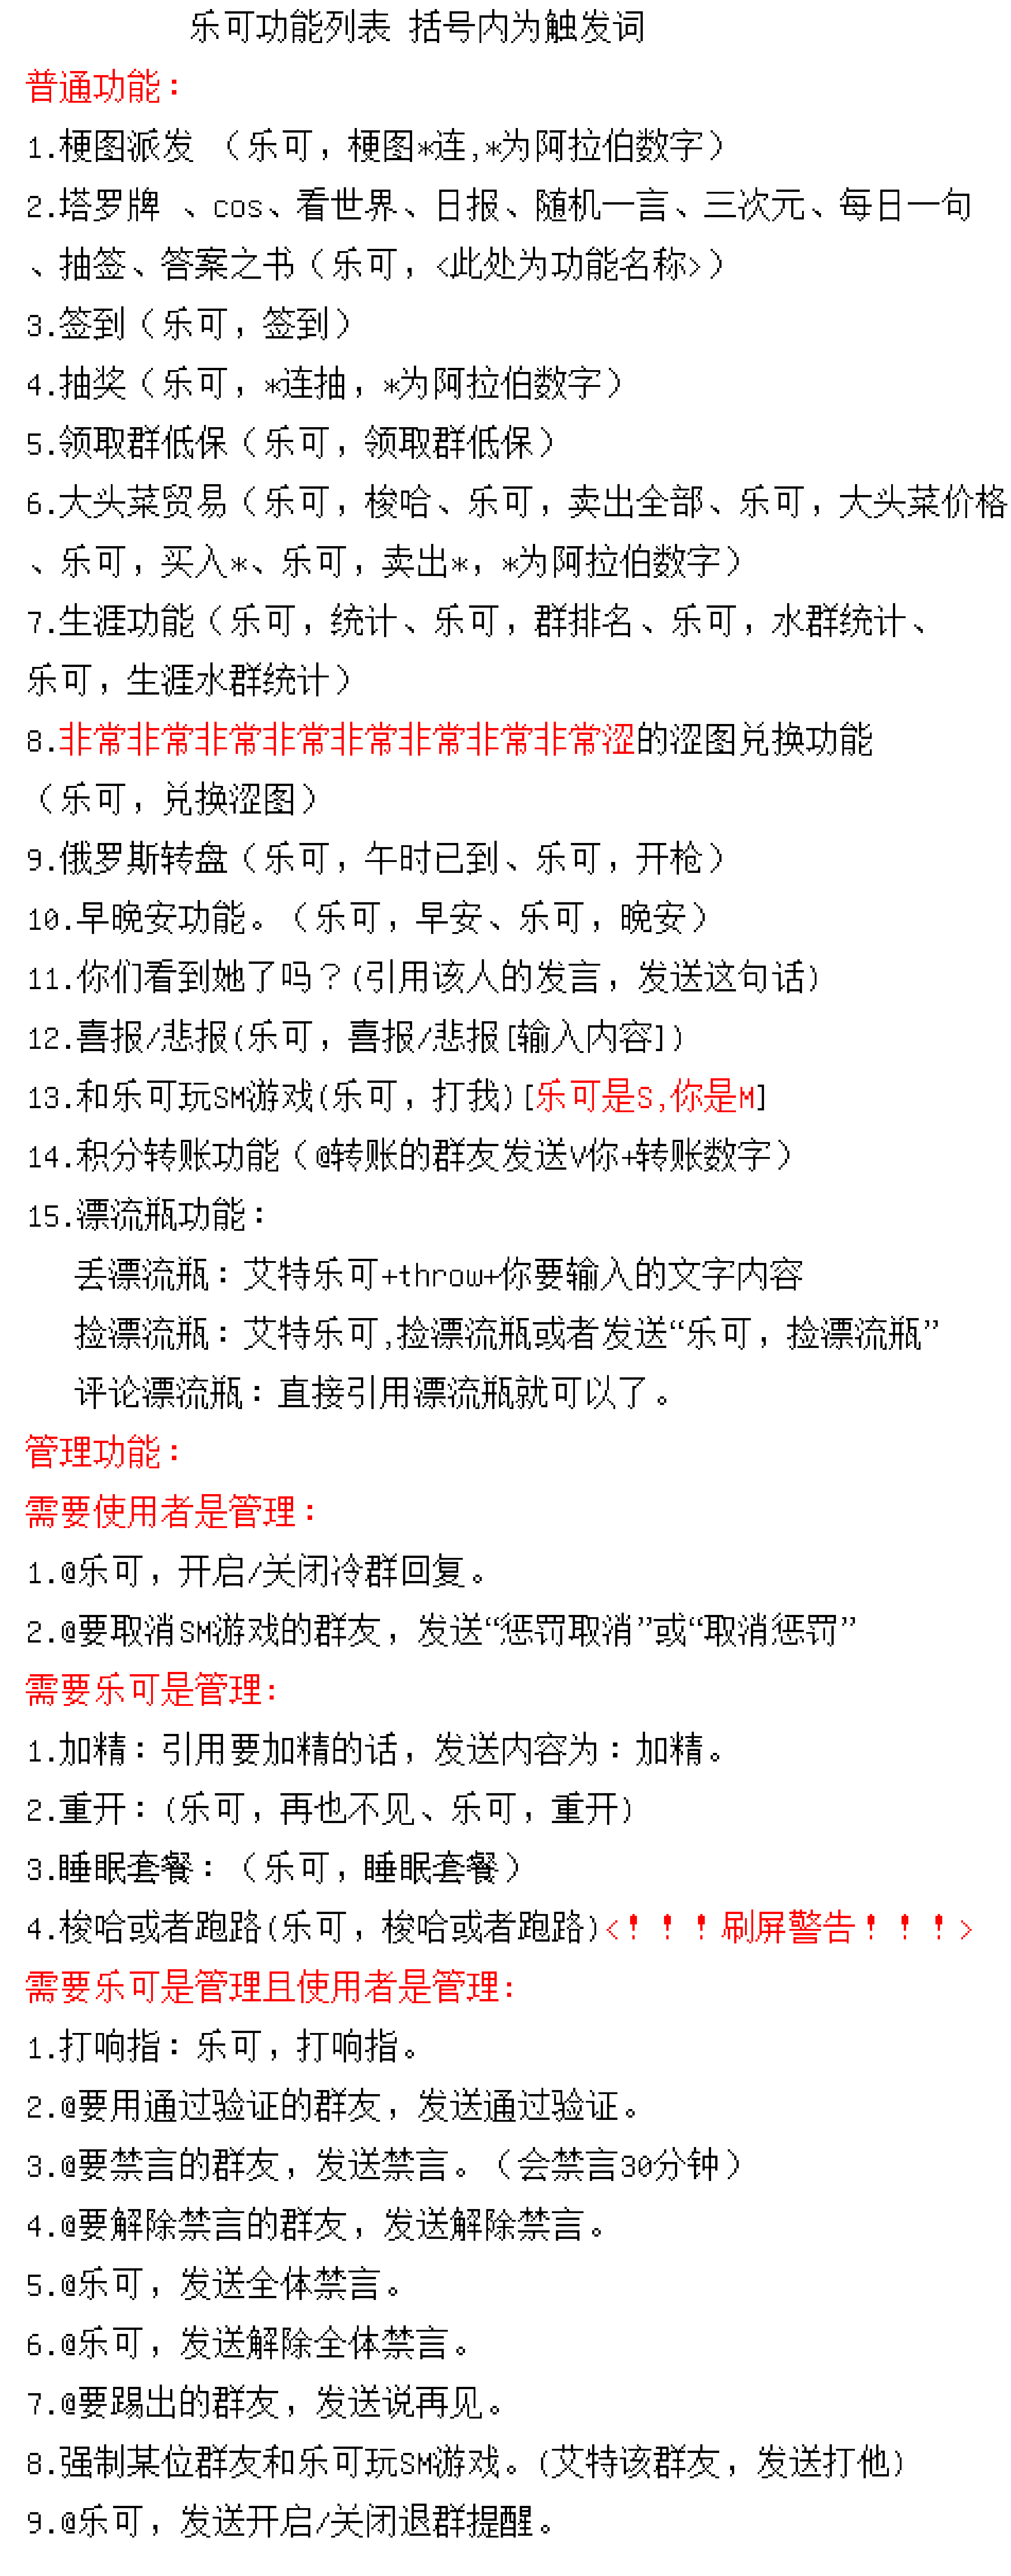 乐可功能列表 括号内为触发词
普通功能：
1.梗图派发 （乐可，梗图*连,*为阿拉伯数字）
2.塔罗牌 、cos、看世界、日报、随机一言、三次元、每日一句
、抽签、答案之书（乐可，<此处为功能名称>）
3.签到（乐可，签到）
4.抽奖（乐可，*连抽，*为阿拉伯数字）
5.领取群低保（乐可，领取群低保）
6.大头菜贸易（乐可，梭哈、乐可，卖出全部、乐可，大头菜价格
、乐可，买入*、乐可，卖出*，*为阿拉伯数字）
7.生涯功能（乐可，统计、乐可，群排名、乐可，水群统计、
乐可，生涯水群统计）
8.非常非常非常非常非常非常非常非常涩的涩图兑换功能
（乐可，兑换涩图）
9.俄罗斯转盘（乐可，午时已到、乐可，开枪）
10.早晚安功能。（乐可，早安、乐可，晚安）
11.你们看到她了吗？(引用该人的发言，发送这句话)
12.喜报/悲报(乐可，喜报/悲报[输入内容])
13.和乐可玩SM游戏(乐可，打我)[乐可是S,你是M]
14.积分转账功能（@转账的群友发送V你+转账数字）
15.漂流瓶功能：
丢漂流瓶：艾特乐可+throw+你要输入的文字内容
捡漂流瓶：艾特乐可,捡漂流瓶或者发送“乐可，捡漂流瓶”
评论漂流瓶：直接引用漂流瓶就可以了。
管理功能：
需要使用者是管理：
1.@乐可，开启/关闭冷群回复。
2.@要取消SM游戏的群友，发送“惩罚取消”或“取消惩罚”
需要乐可是管理:
1.加精：引用要加精的话，发送内容为：加精。
2.重开：(乐可，再也不见、乐可，重开)
3.睡眠套餐：（乐可，睡眠套餐）
4.梭哈或者跑路(乐可，梭哈或者跑路)<！！！刷屏警告！！！>
需要乐可是管理且使用者是管理:
1.打响指：乐可，打响指。
2.@要用通过验证的群友，发送通过验证。
3.@要禁言的群友，发送禁言。（会禁言30分钟）
4.@要解除禁言的群友，发送解除禁言。
5.@乐可，发送全体禁言。
6.@乐可，发送解除全体禁言。
7.@要踢出的群友，发送说再见。
8.强制某位群友和乐可玩SM游戏。(艾特该群友，发送打他)
9.@乐可，发送开启/关闭退群提醒。